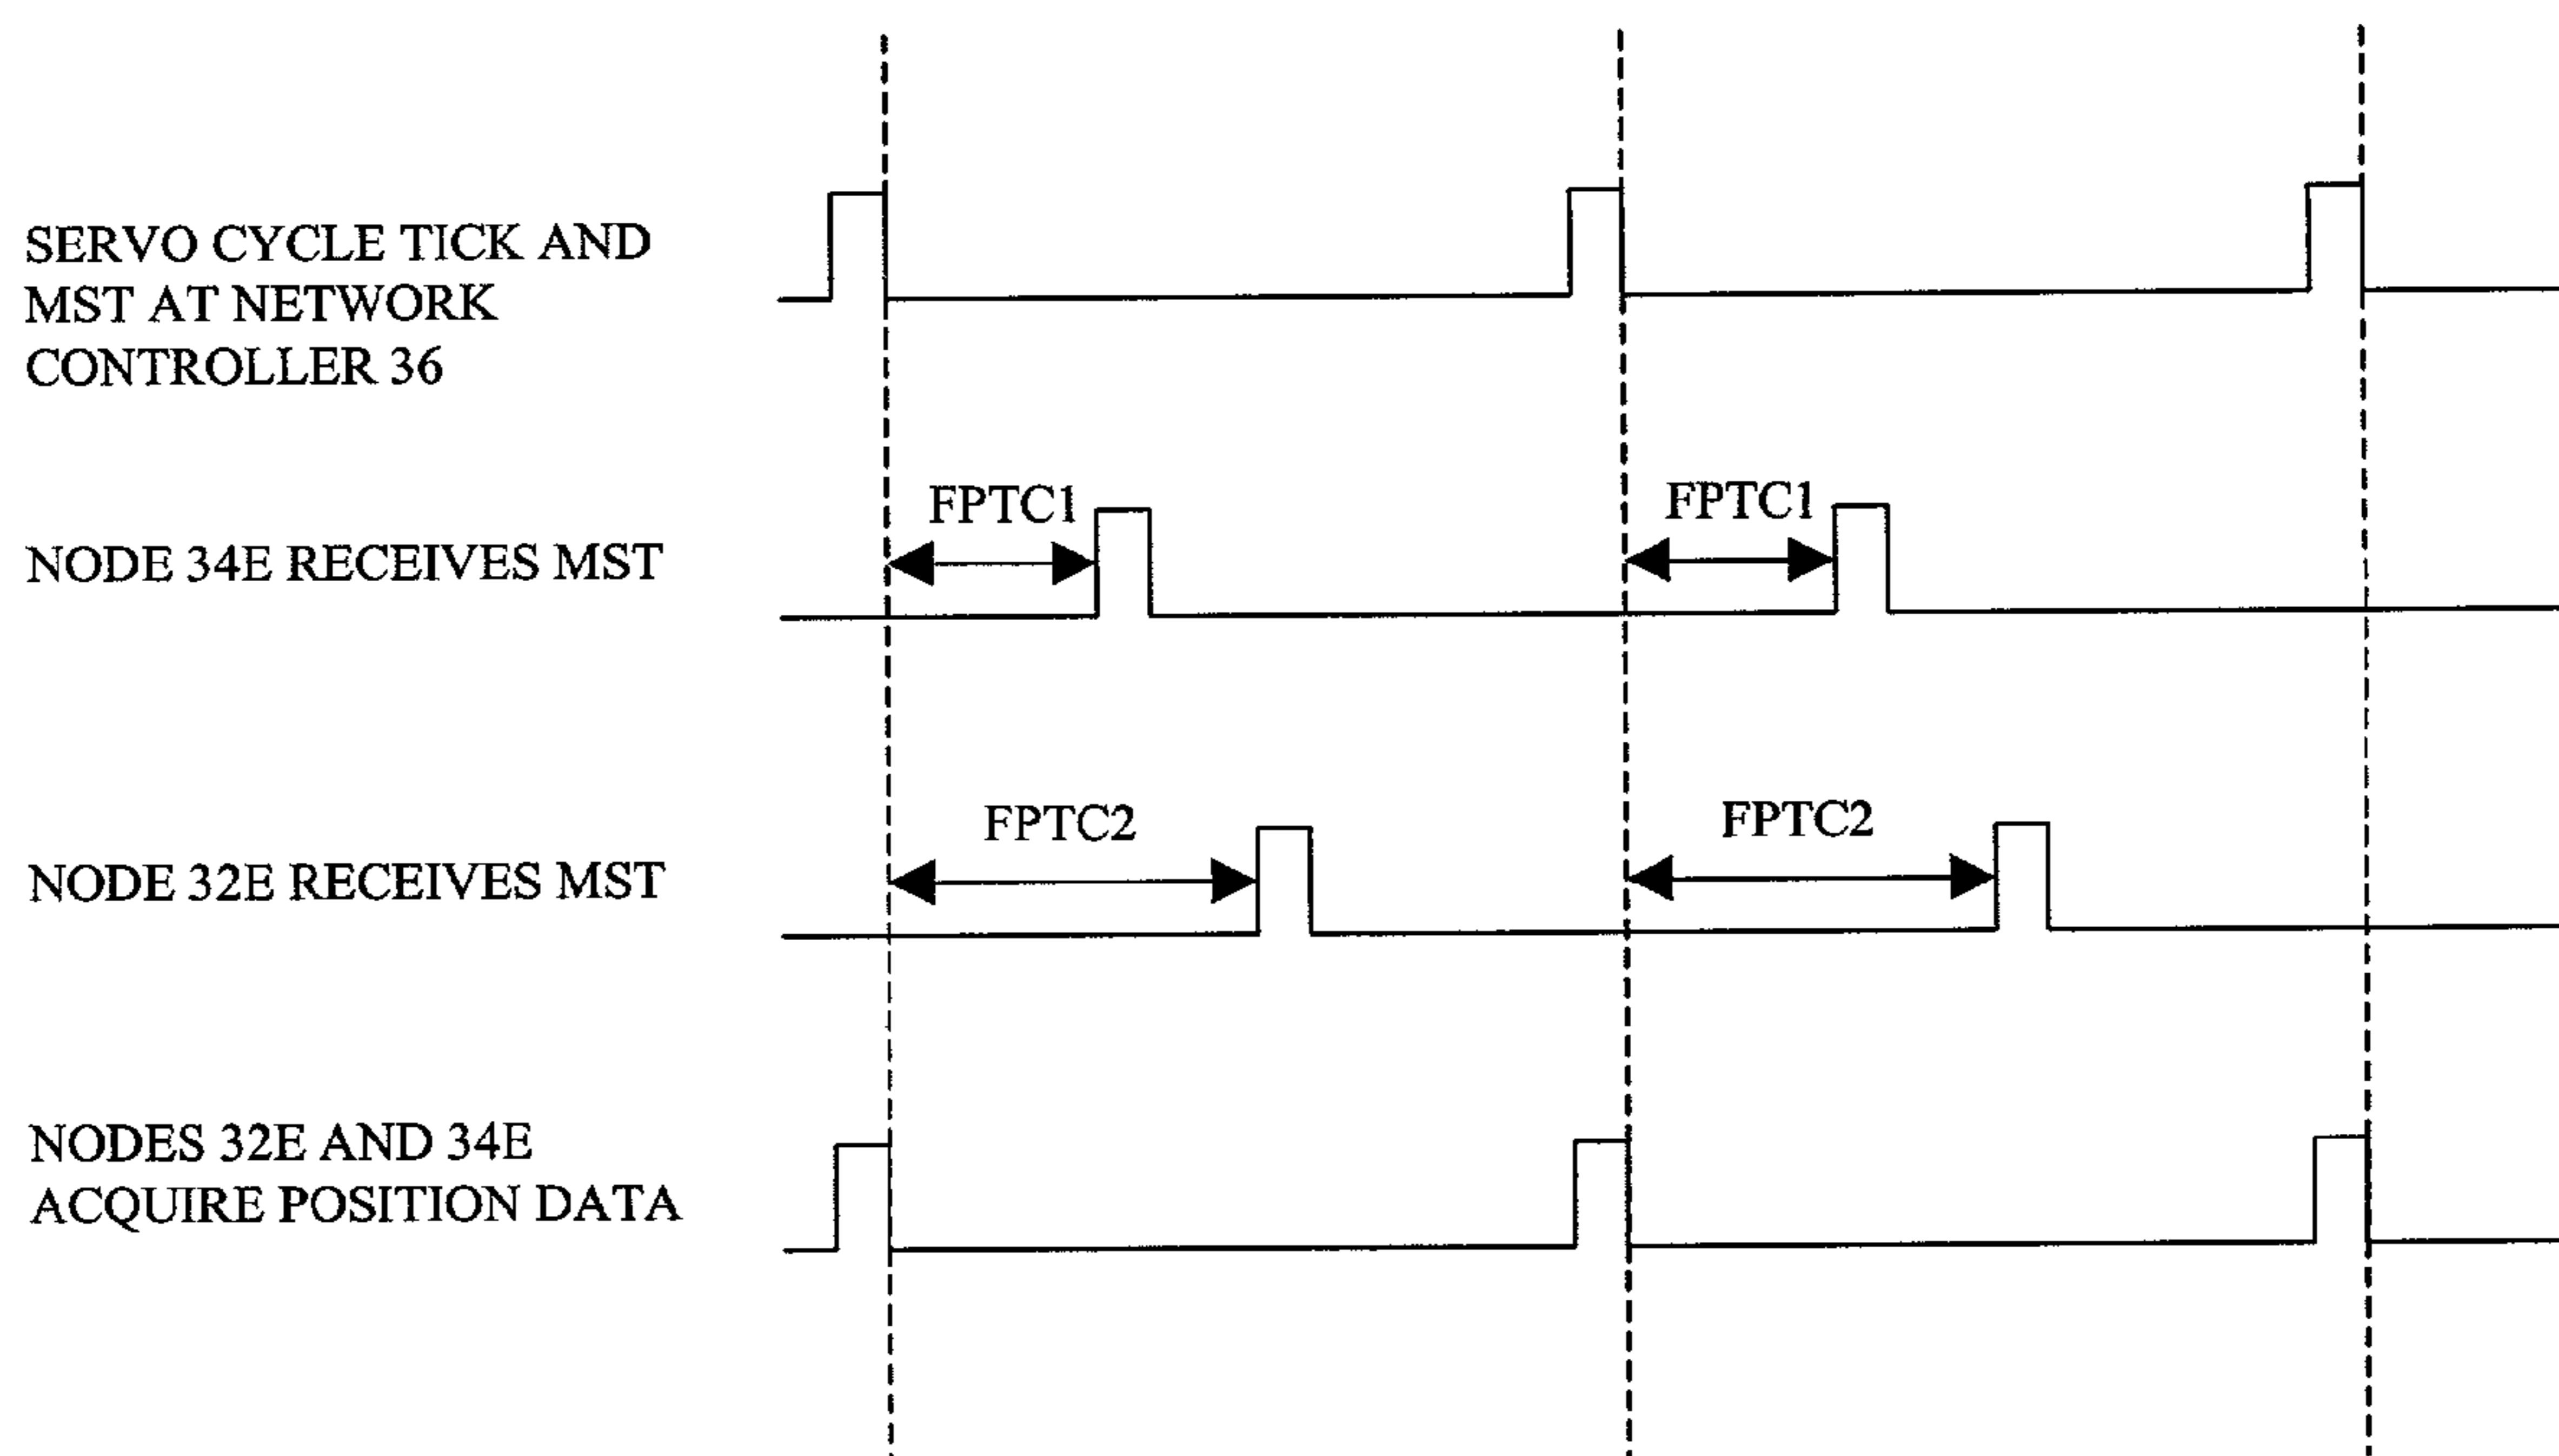 SERVO CYCLE TICK AND
MST AT NETWORK
CONTROLLER 36
FPTC1
FPTC1
NODE 34E RECEIVES MST
FPTC2
FPTC2
NODE 32E RECEIVES MST
NODES 32E AND 34E
ACQUIRE POSITION DATA